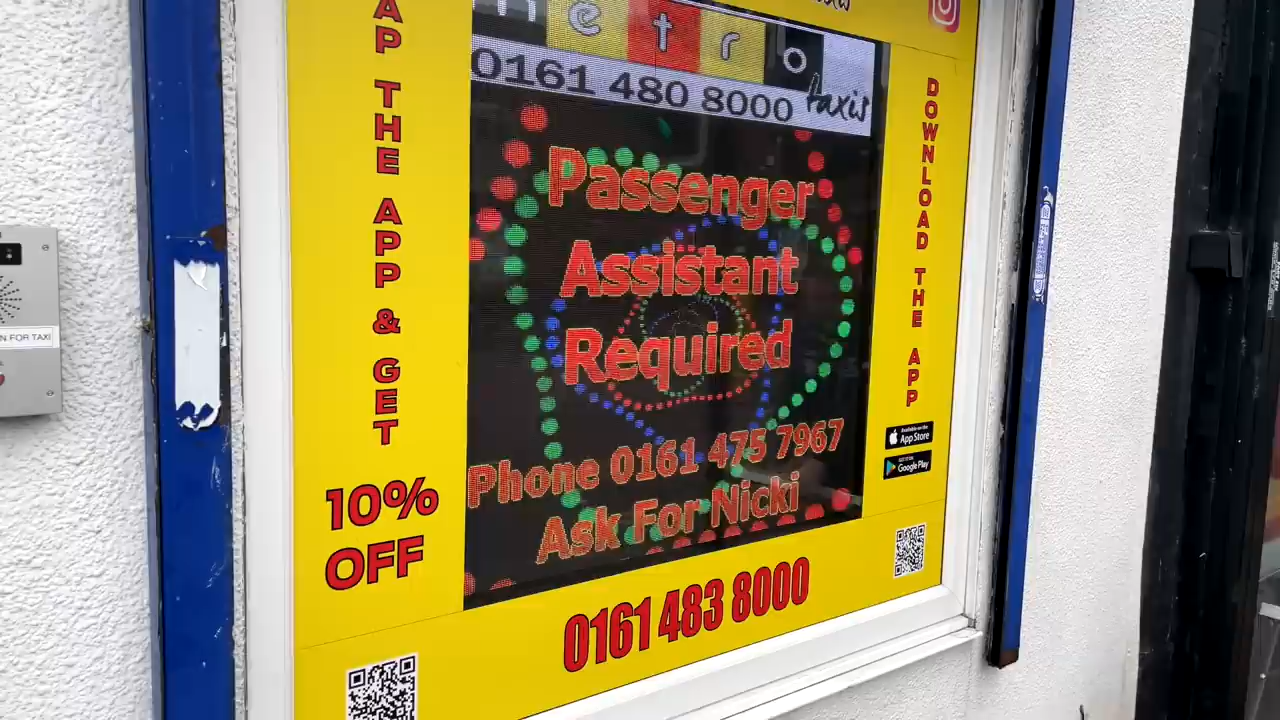 metro
0161 480 8000 taxis
Passenger
Assistant
Required
Phone 0161 475 7967
Ask For Nicki
AP THE APP & GET
10%
OFF
DOWNLOAD THE APP
App Store
Google Play
0161 483 8000
N FOR TAXI